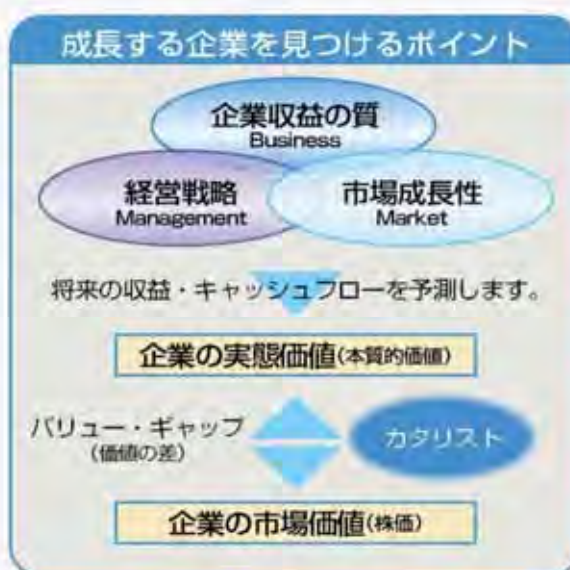 成長する企業を見つけるポイント
企業収益の質
Business
経営戦略
Management
市場成長性
Market
将来の収益・キャッシュフローを予測します。
企業の実態価値(本質的価値)
バリュー・ギャップ
(価値の差)
カタリスト
企業の市場価値(株価)